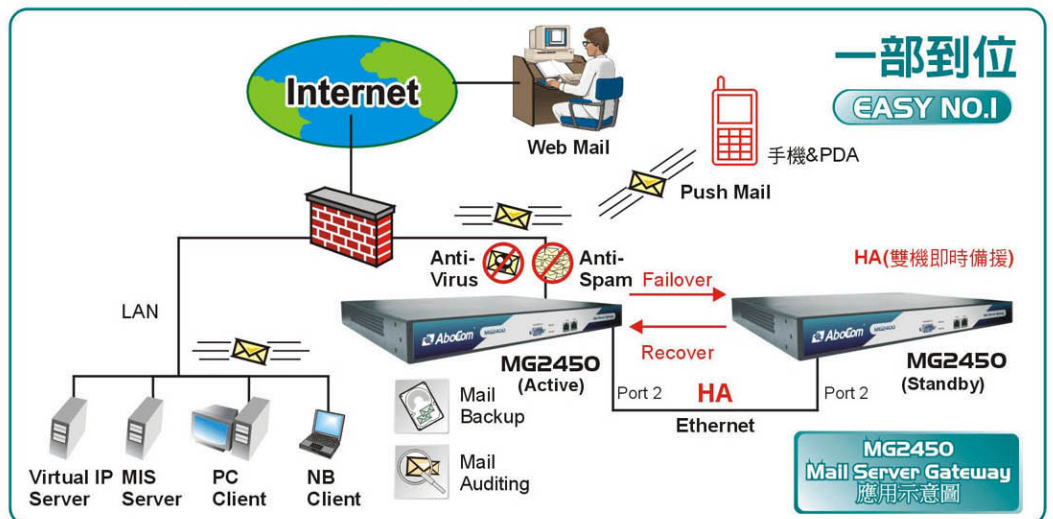 一部到位
EASY NO.1
Internet
Web Mail
手機&PDA
Push Mail
Anti-
Virus
Anti-
Spam
Failover
HA(雙機即時備援)
LAN
AboCom
MG2400
Recover
AboCom
MG2400
MG2450
(Active)
MG2450
(Standby)
Port 2
HA
Port 2
Ethernet
Mail
Backup
Mail
Auditing
Virtual IP
Server
MIS
Server
PC
Client
NB
Client
MG2450
Mail Server Gateway
應用示意圖